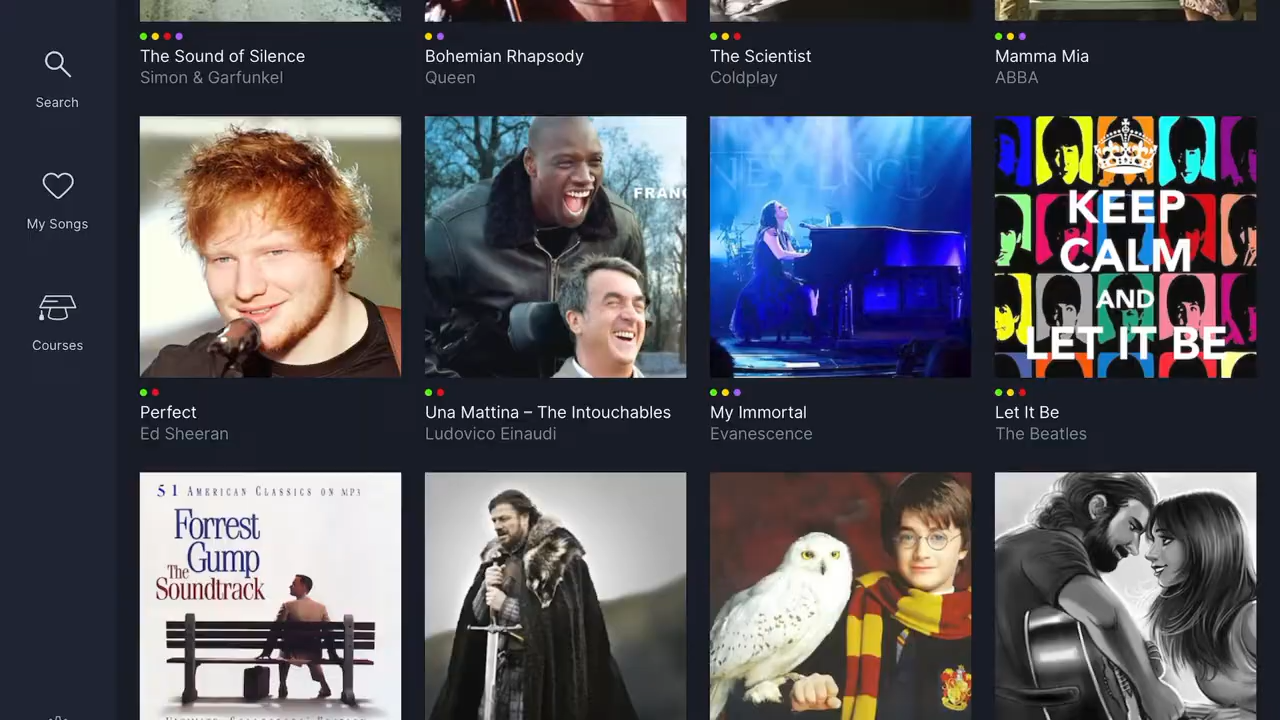 The Sound of Silence
Simon & Garfunkel
Bohemian Rhapsody
Queen
The Scientist
Coldplay
Mamma Mia
ABBA
Search
My Songs
Courses
FRANC
KEEP
CALM
AND
LET IT BE
Perfect
Ed Sheeran
Una Mattina – The Intouchables
Ludovico Einaudi
My Immortal
Evanescence
Let It Be
The Beatles
51 AMERICAN CLASSICS ON MP3
Forrest
Gump
The
Soundtrack